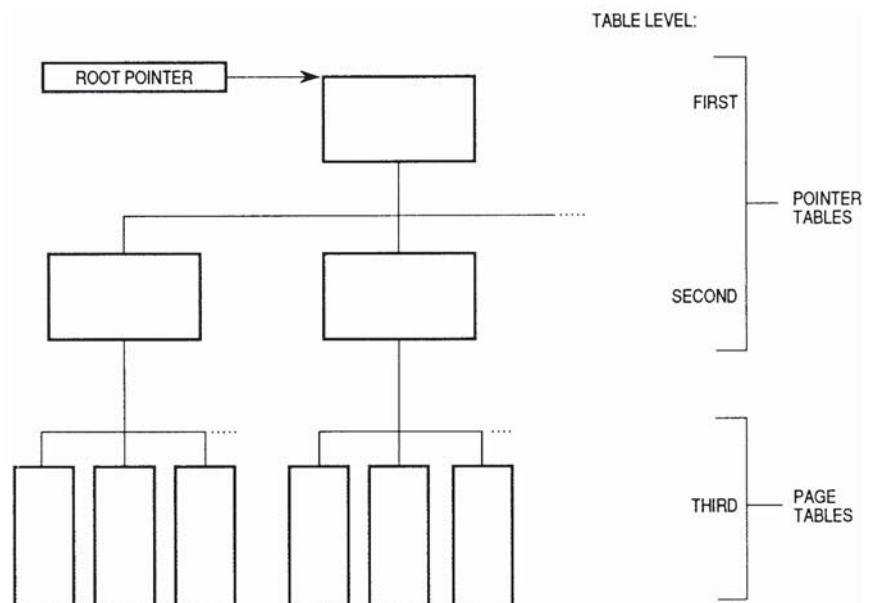 TABLE LEVEL:
ROOT POINTER
FIRST
POINTER
TABLES
SECOND
THIRD
PAGE
TABLES